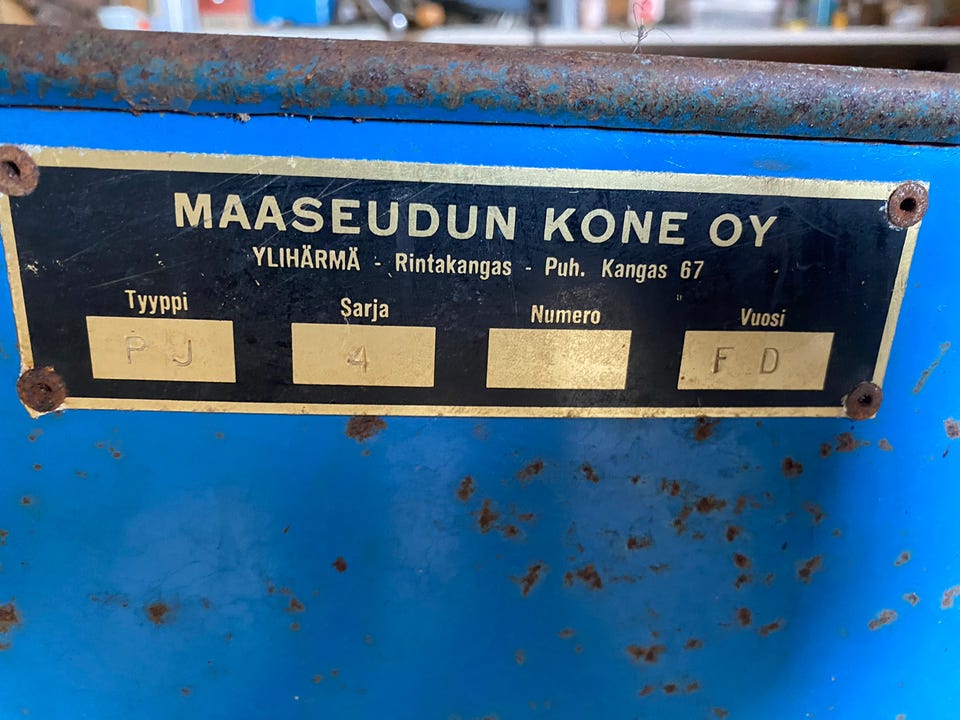 MAASEUDUN KONE OY
YLIHÄRMÄ - Rintakangas - Puh. Kangas 67
Tyyppi Sarja Numero Vuosi
PJ 4 FD